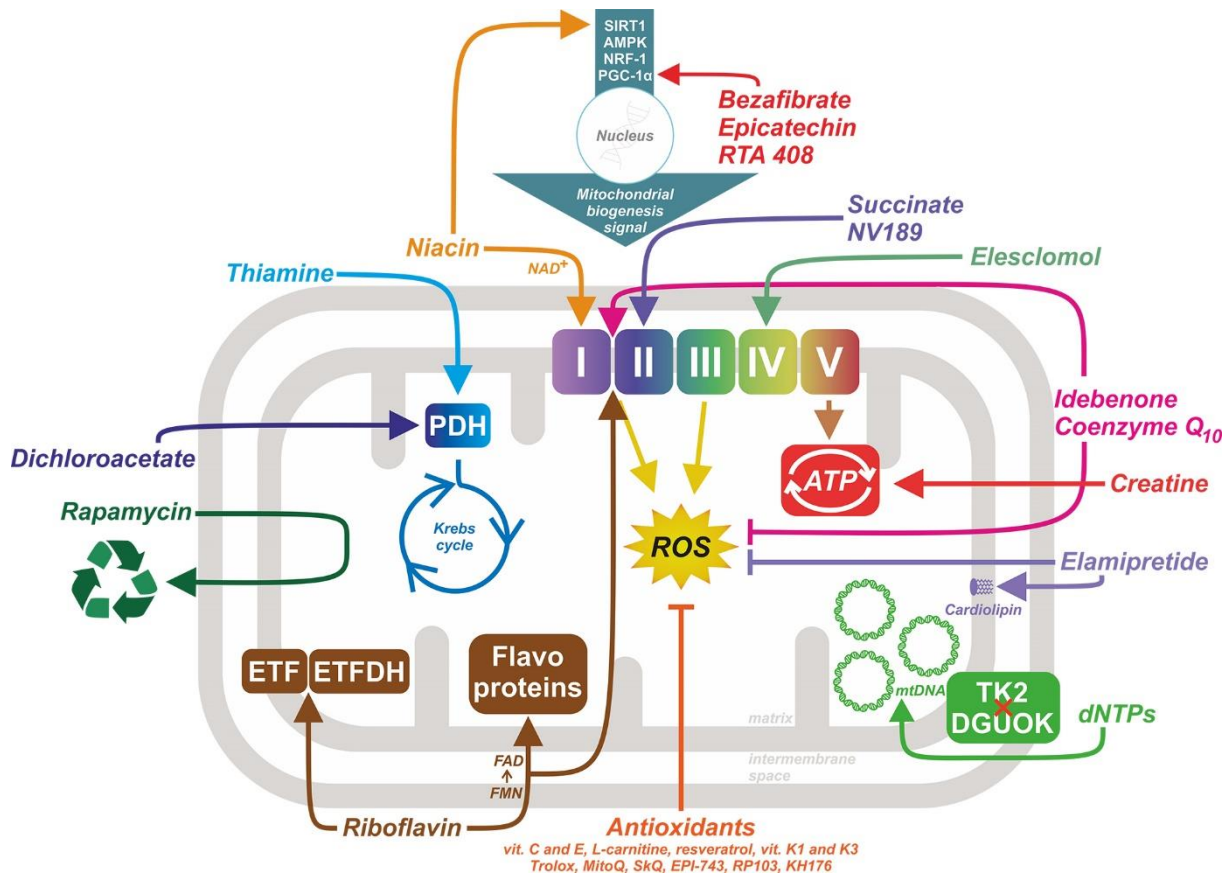 SIRT1
AMPK
NRF-1
PGC-1α
Bezafibrate
Epicatechin
RTA 408
Nucleus
Mitochondrial
biogenesis
signal
Succinate
NV189
Niacin
NAD+
Elesclomol
Thiamine
I II III IV V
PDH
Idebenone
Coenzyme Q10
Dichloroacetate
ATP
Creatine
Rapamycin
Krebs
cycle
ROS
Elamipretide
Cardiolipin
ETF ETFDH
Flavo
proteins
mtDNA
TK2
DGUOK
dNTPs
matrix
intermembrane
space
FAD
FMN
Riboflavin
Antioxidants
vit. C and E, L-carnitine, resveratrol, vit. K1 and K3
Trolox, MitoQ, SkQ, EPI-743, RP103, KH176